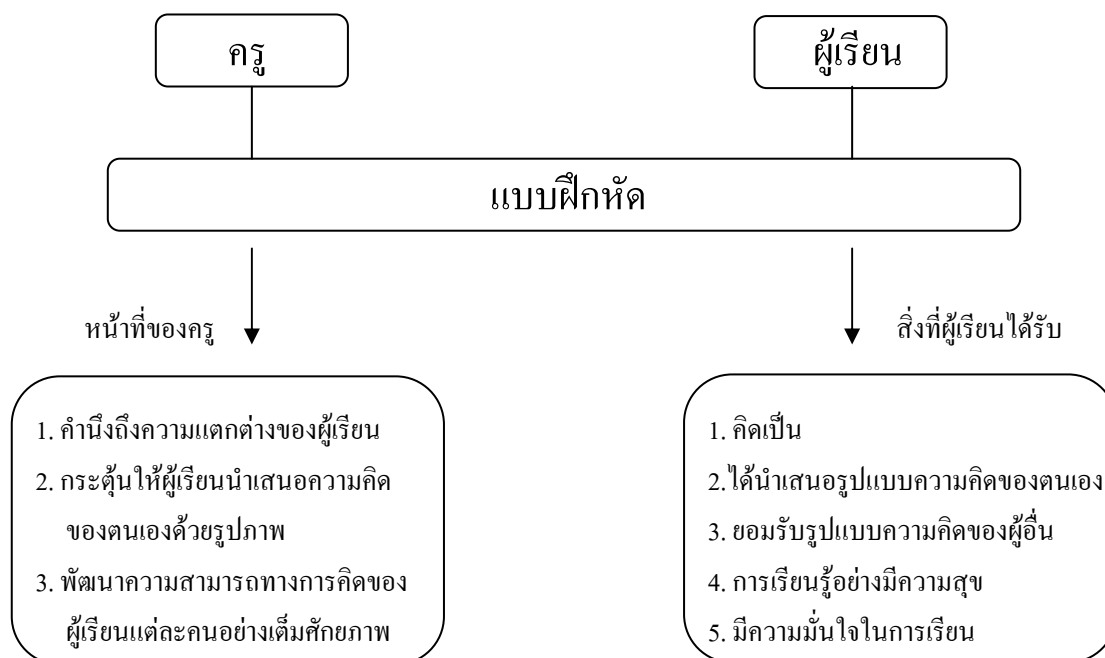 ครู
ผู้เรียน
แบบฝึกหัด
หน้าที่ของครู
สิ่งที่ผู้เรียนได้รับ
1. คำนึงถึงความแตกต่างของผู้เรียน
2. กระตุ้นให้ผู้เรียนนำเสนอความคิด
ของตนเองด้วยรูปภาพ
3. พัฒนาความสามารถทางการคิดของ
ผู้เรียนแต่ละคนอย่างเต็มศักยภาพ
1. คิดเป็น
2.ได้นำเสนอรูปแบบความคิดของตนเอง
3. ยอมรับรูปแบบความคิดของผู้อื่น
4. การเรียนรู้อย่างมีความสุข
5. มีความมั่นใจในการเรียน